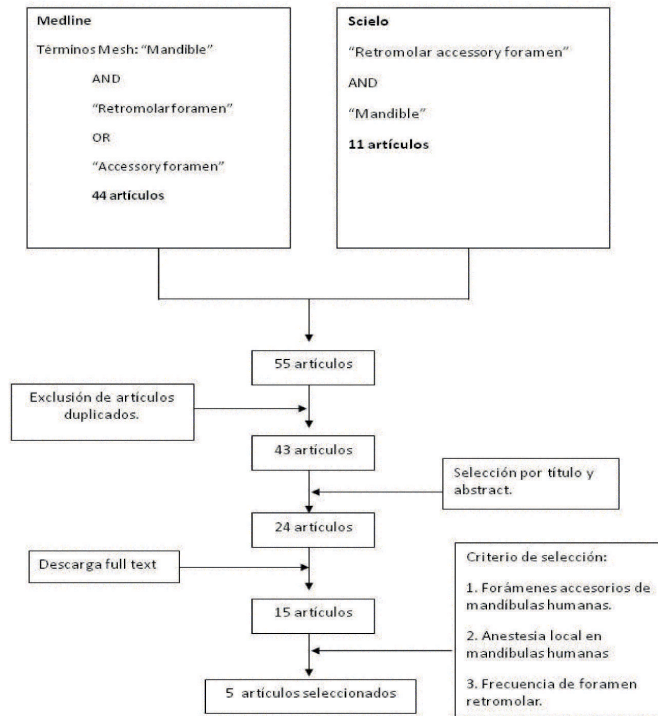 Medline
Términos Mesh: “Mandible”
AND
“Retromolar foramen”
OR
“Accessory foramen”
44 artículos
Scielo
“Retromolar accessory foramen”
AND
“Mandible”
11 artículos
55 artículos
Exclusión de artículos
duplicados.
43 artículos
Selección por título y
abstract.
24 artículos
Descarga full text
15 artículos
Criterio de selección:
1. Forámenes accesorios de
mandíbulas humanas.
2. Anestesia local en
mandíbulas humanas
3. Frecuencia de foramen
retromolar.
5 artículos seleccionados